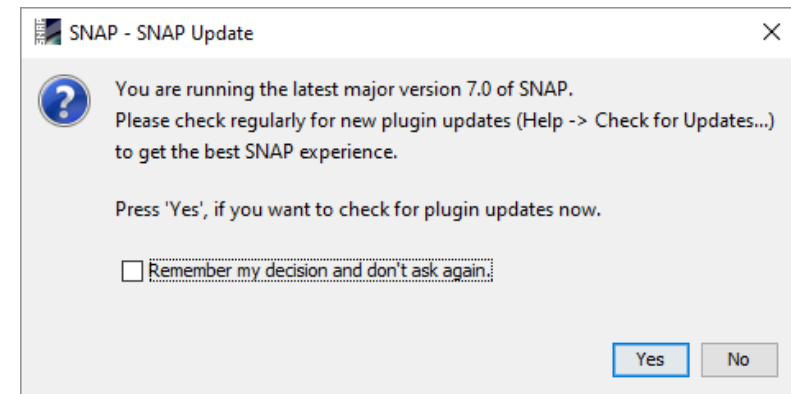 SNAP - SNAP Update
You are running the latest major version 7.0 of SNAP.
Please check regularly for new plugin updates (Help -> Check for Updates...)
to get the best SNAP experience.
Press 'Yes', if you want to check for plugin updates now.
Remember my decision and don't ask again.
Yes No